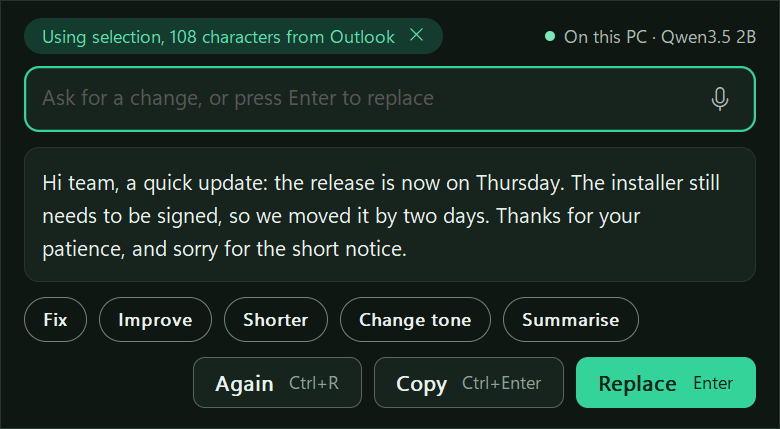 Using selection, 108 characters from Outlook
On this PC · Qwen3.5 2B
Ask for a change, or press Enter to replace
Hi team, a quick update: the release is now on Thursday. The installer still
needs to be signed, so we moved it by two days. Thanks for your
patience, and sorry for the short notice.
Fix Improve Shorter Change tone Summarise
Again Ctrl+R Copy Ctrl+Enter Replace Enter